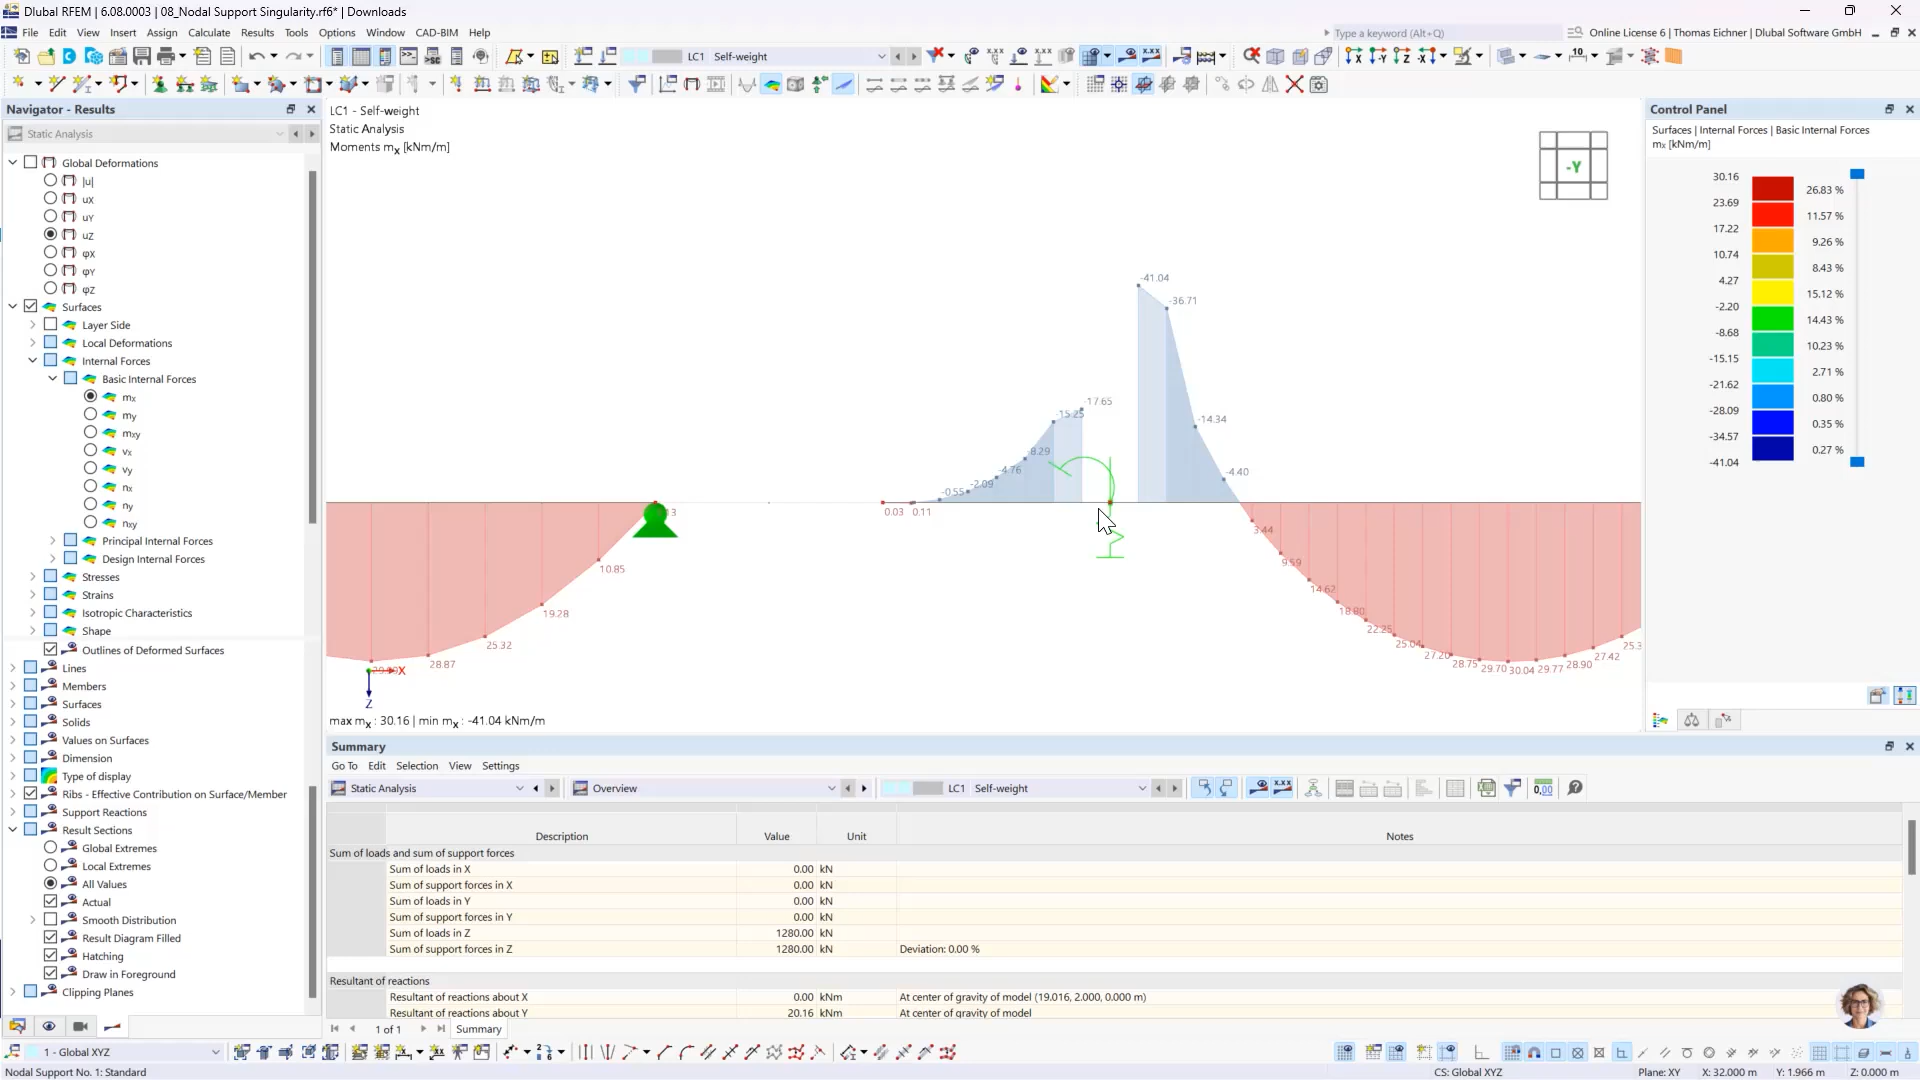 Dlubal RFEM | 6.08.0003 | 08_Nodal Support Singularity.rf6* | Downloads
File Edit View Insert Assign Calculate Results Tools Options Window CAD-BIM Help
Type a keyword (Alt+Q)
Online License 6 | Thomas Eichner | Dlubal Software GmbH
LC1 Self-weight
Navigator - Results
Static Analysis
Global Deformations
|u|
uX
uY
uZ
φX
φY
φZ
Surfaces
Layer Side
Local Deformations
Internal Forces
Basic Internal Forces
mx
my
mxy
vx
vy
nx
ny
nxy
Principal Internal Forces
Design Internal Forces
Stresses
Strains
Isotropic Characteristics
Shape
Outlines of Deformed Surfaces
Lines
Members
Surfaces
Solids
Values on Surfaces
Dimension
Type of display
Ribs - Effective Contribution on Surface/Member
Support Reactions
Result Sections
Global Extremes
Local Extremes
All Values
Actual
Smooth Distribution
Result Diagram Filled
Hatching
Draw in Foreground
Clipping Planes
LC1 - Self-weight
Static Analysis
Moments mx [kNm/m]
-Y
-41.04
-36.71
-17.65
-15.25
-14.34
-8.29
-4.76
-4.40
-2.09
-0.55
0.03 0.11
3.44
9.59
10.85
14.62
18.80
19.28
22.25
25.04
25.32
27.20
28.75
28.87
29.70
30.04
29.77
28.90
27.42
X
Z
max mx : 30.16 | min mx : -41.04 kNm/m
Control Panel
Surfaces | Internal Forces | Basic Internal Forces
mx [kNm/m]
30.16
26.83 %
23.69
11.57 %
17.22
9.26 %
10.74
8.43 %
4.27
15.12 %
-2.20
14.43 %
-8.68
10.23 %
-15.15
2.71 %
-21.62
0.80 %
-28.09
0.35 %
-34.57
0.27 %
-41.04
Summary
Go To Edit Selection View Settings
Static Analysis Overview LC1 Self-weight
Description Value Unit Notes
Sum of loads and sum of support forces
Sum of loads in X 0.00 kN
Sum of support forces in X 0.00 kN
Sum of loads in Y 0.00 kN
Sum of support forces in Y 0.00 kN
Sum of loads in Z 1280.00 kN
Sum of support forces in Z 1280.00 kN Deviation: 0.00 %
Resultant of reactions
Resultant of reactions about X 0.00 kNm At center of gravity of model (19.016, 2.000, 0.000 m)
Resultant of reactions about Y 20.16 kNm At center of gravity of model
1 of 1 Summary
1 - Global XYZ
Nodal Support No. 1: Standard
CS: Global XYZ Plane: XY X: 32.000 m Y: 1.966 m Z: 0.000 m